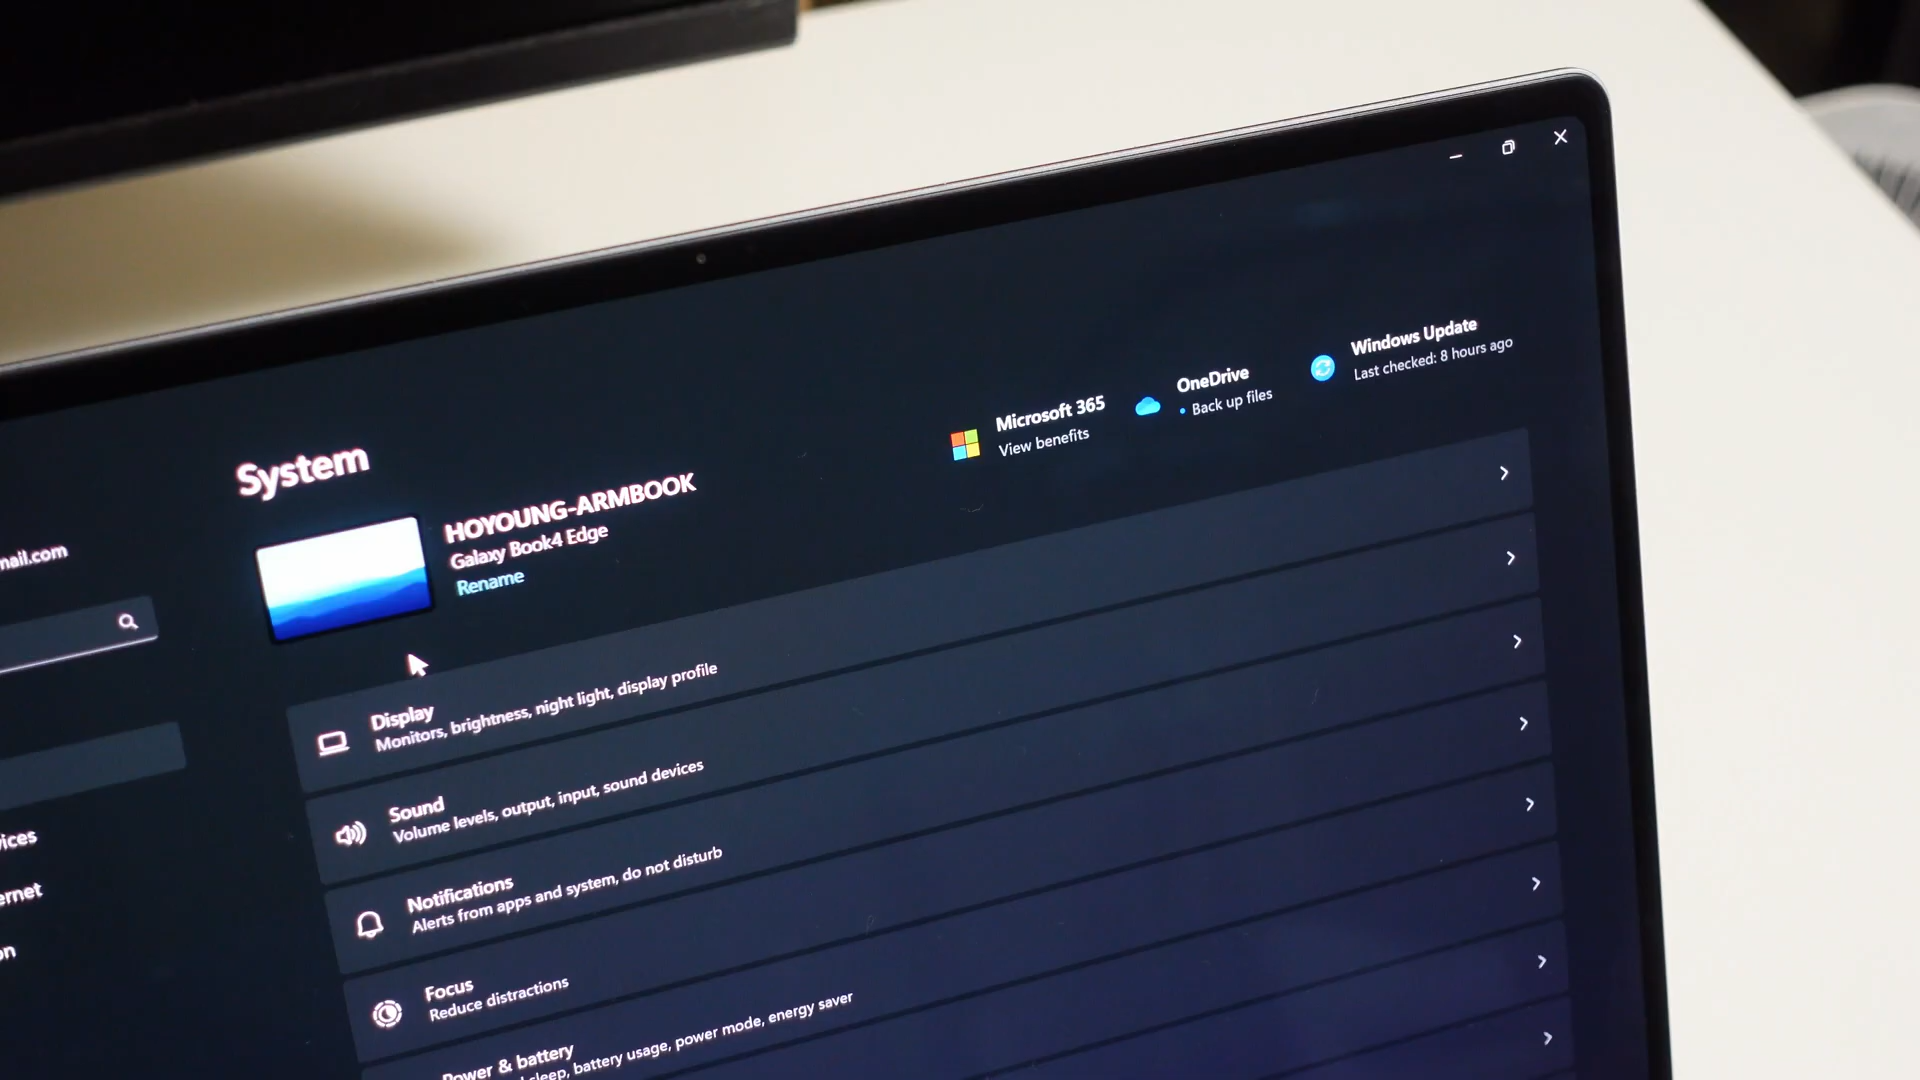 System
HOYOUNG-ARMBOOK
Galaxy Book4 Edge
Rename
Microsoft 365
View benefits
OneDrive
• Back up files
Windows Update
Last checked: 8 hours ago
Display
Monitors, brightness, night light, display profile
Sound
Volume levels, output, input, sound devices
Notifications
Alerts from apps and system, do not disturb
Focus
Reduce distractions
Power & battery
sleep, battery usage, power mode, energy saver
mail.com
ices
ernet
on